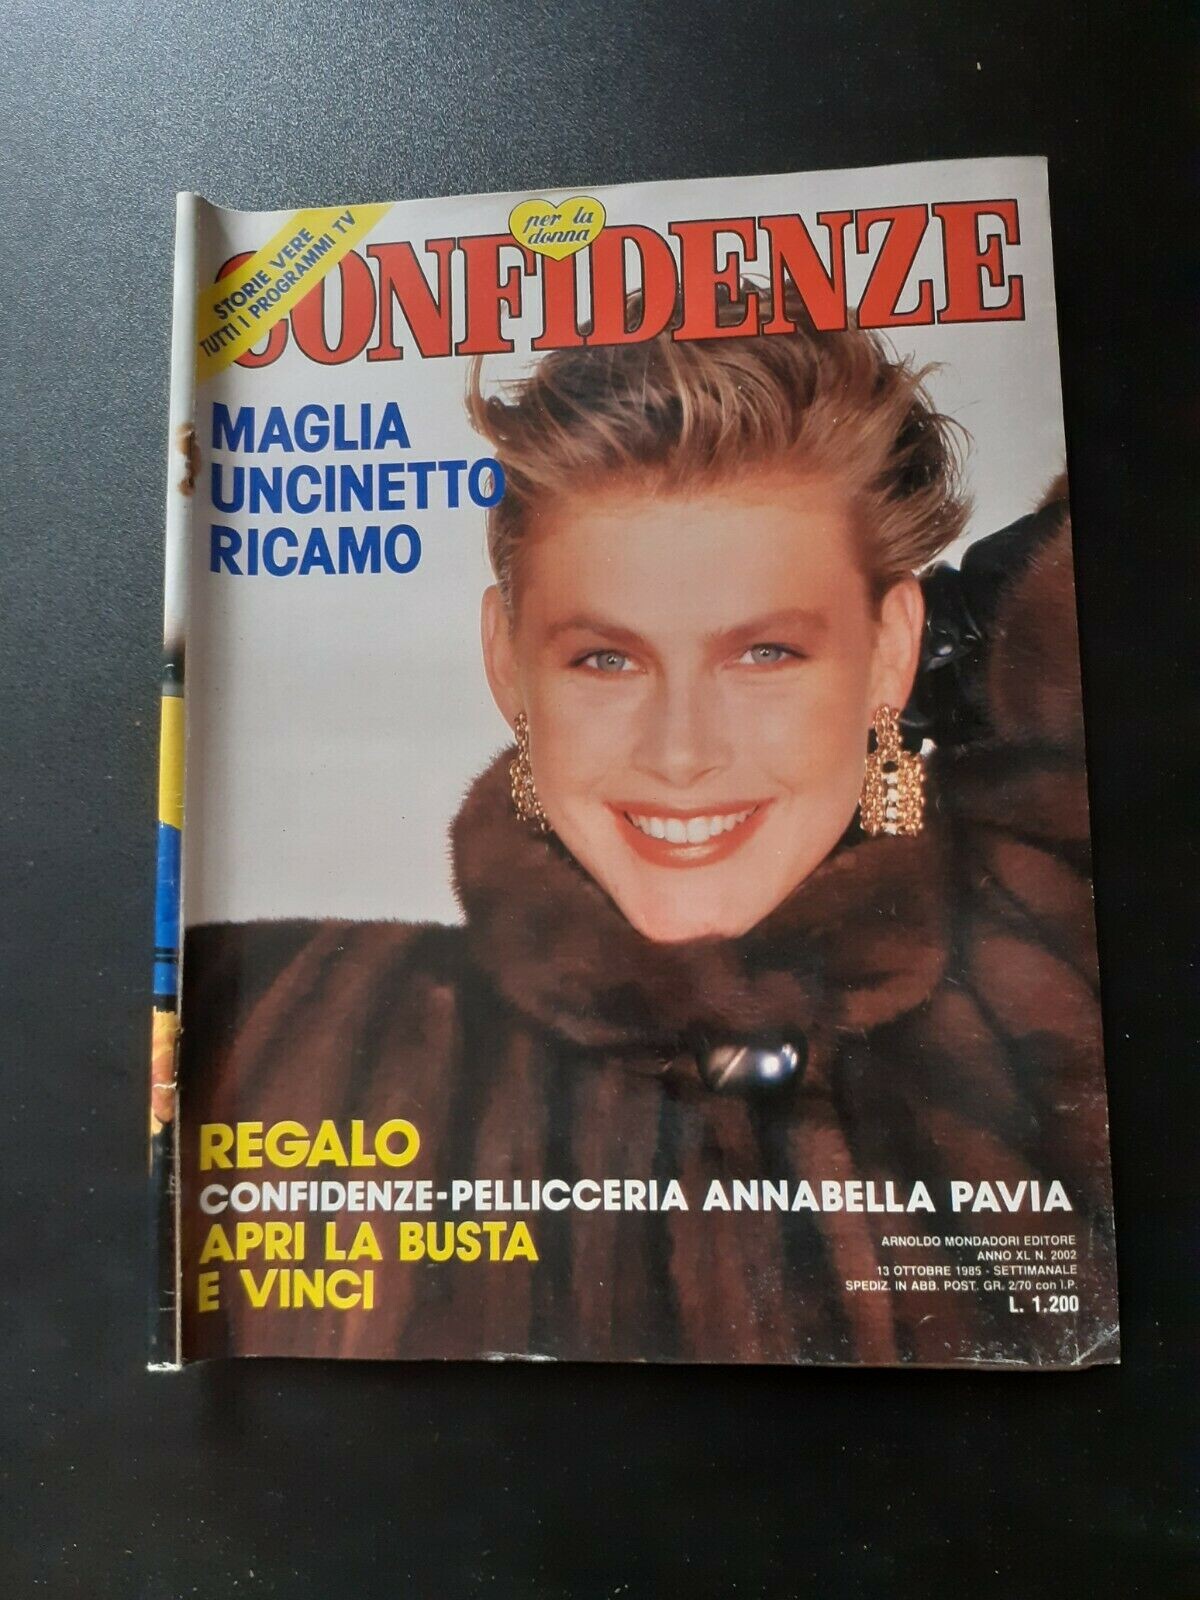 STORIE VERE
TUTTI I PROGRAMMI TV
per la
donna
CONFIDENZE
MAGLIA
UNCINETTO
RICAMO
REGALO
CONFIDENZE-PELLICCERIA ANNABELLA PAVIA
APRI LA BUSTA
E VINCI
ARNOLDO MONDADORI EDITORE
ANNO XL N. 2002
13 OTTOBRE 1985 - SETTIMANALE
SPEDIZ. IN ABB. POST. GR. 2/70 con I.P.
L. 1.200